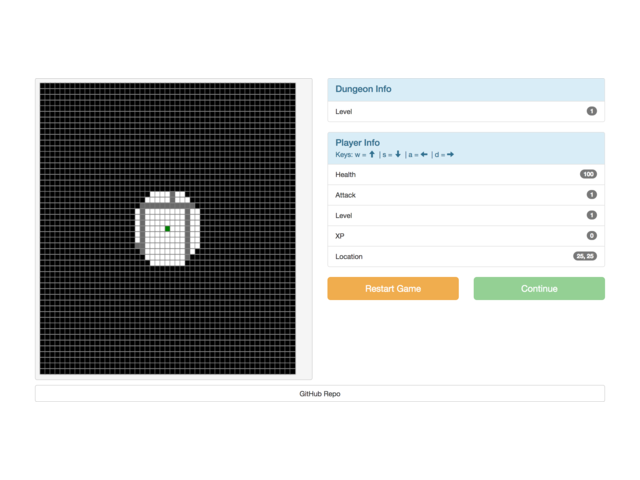 Dungeon Info
Level 1
Player Info
Keys: w = ↑ | s = ↓ | a = ← | d = →
Health 100
Attack 1
Level 1
XP 0
Location 25, 25
Restart Game
Continue
GitHub Repo